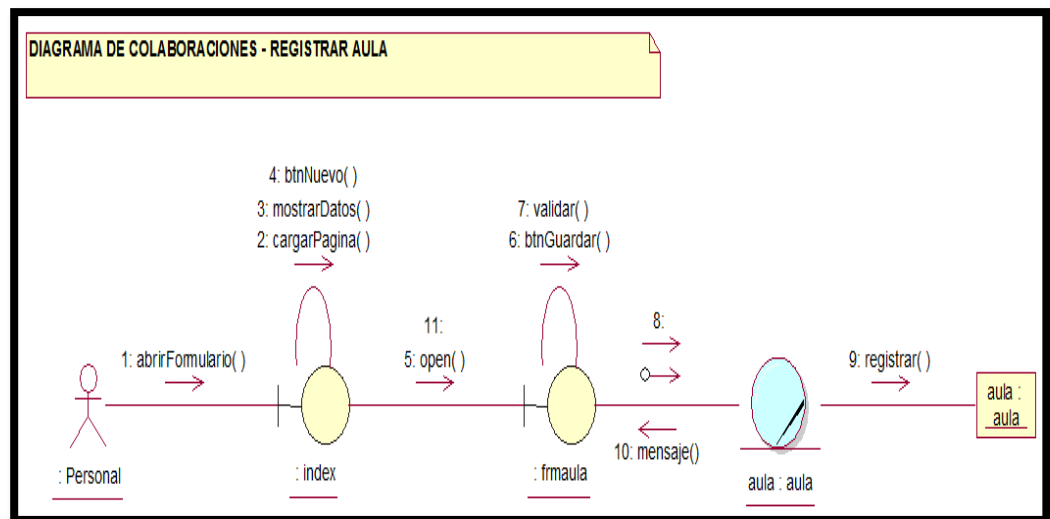 DIAGRAMA DE COLABORACIONES - REGISTRAR AULA
4: btnNuevo( )
3: mostrarDatos( )
2: cargarPagina( )
7: validar( )
6: btnGuardar( )
1: abrirFormulario( )
11:
5: open( )
8:
9: registrar( )
10: mensaje()
aula :
aula
: Personal
: index
: frmaula
aula : aula